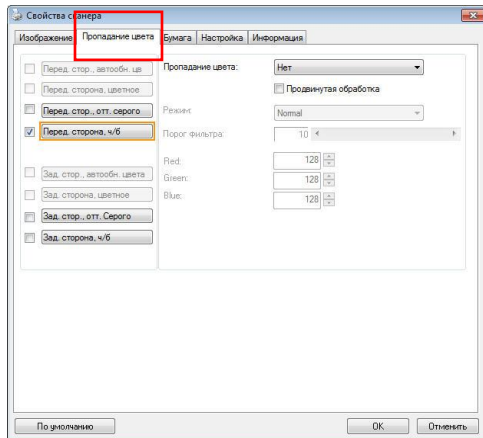 Свойства сканера
Изображение Пропадание цвета Бумага Настройка Информация
Перед. стор., автообн. цв
Перед. сторона, цветное
Перед. стор., отт. серого
Перед. сторона, ч/б
Зад. стор., автообн. цвета
Зад. сторона, цветное
Зад. стор., отт. Серого
Зад. сторона, ч/б
Пропадание цвета: Нет
Продвинутая обработка
Режим: Normal
Порог Фильтра: 10
Red: 128
Green: 128
Blue: 128
По умолчанию OK Отменить